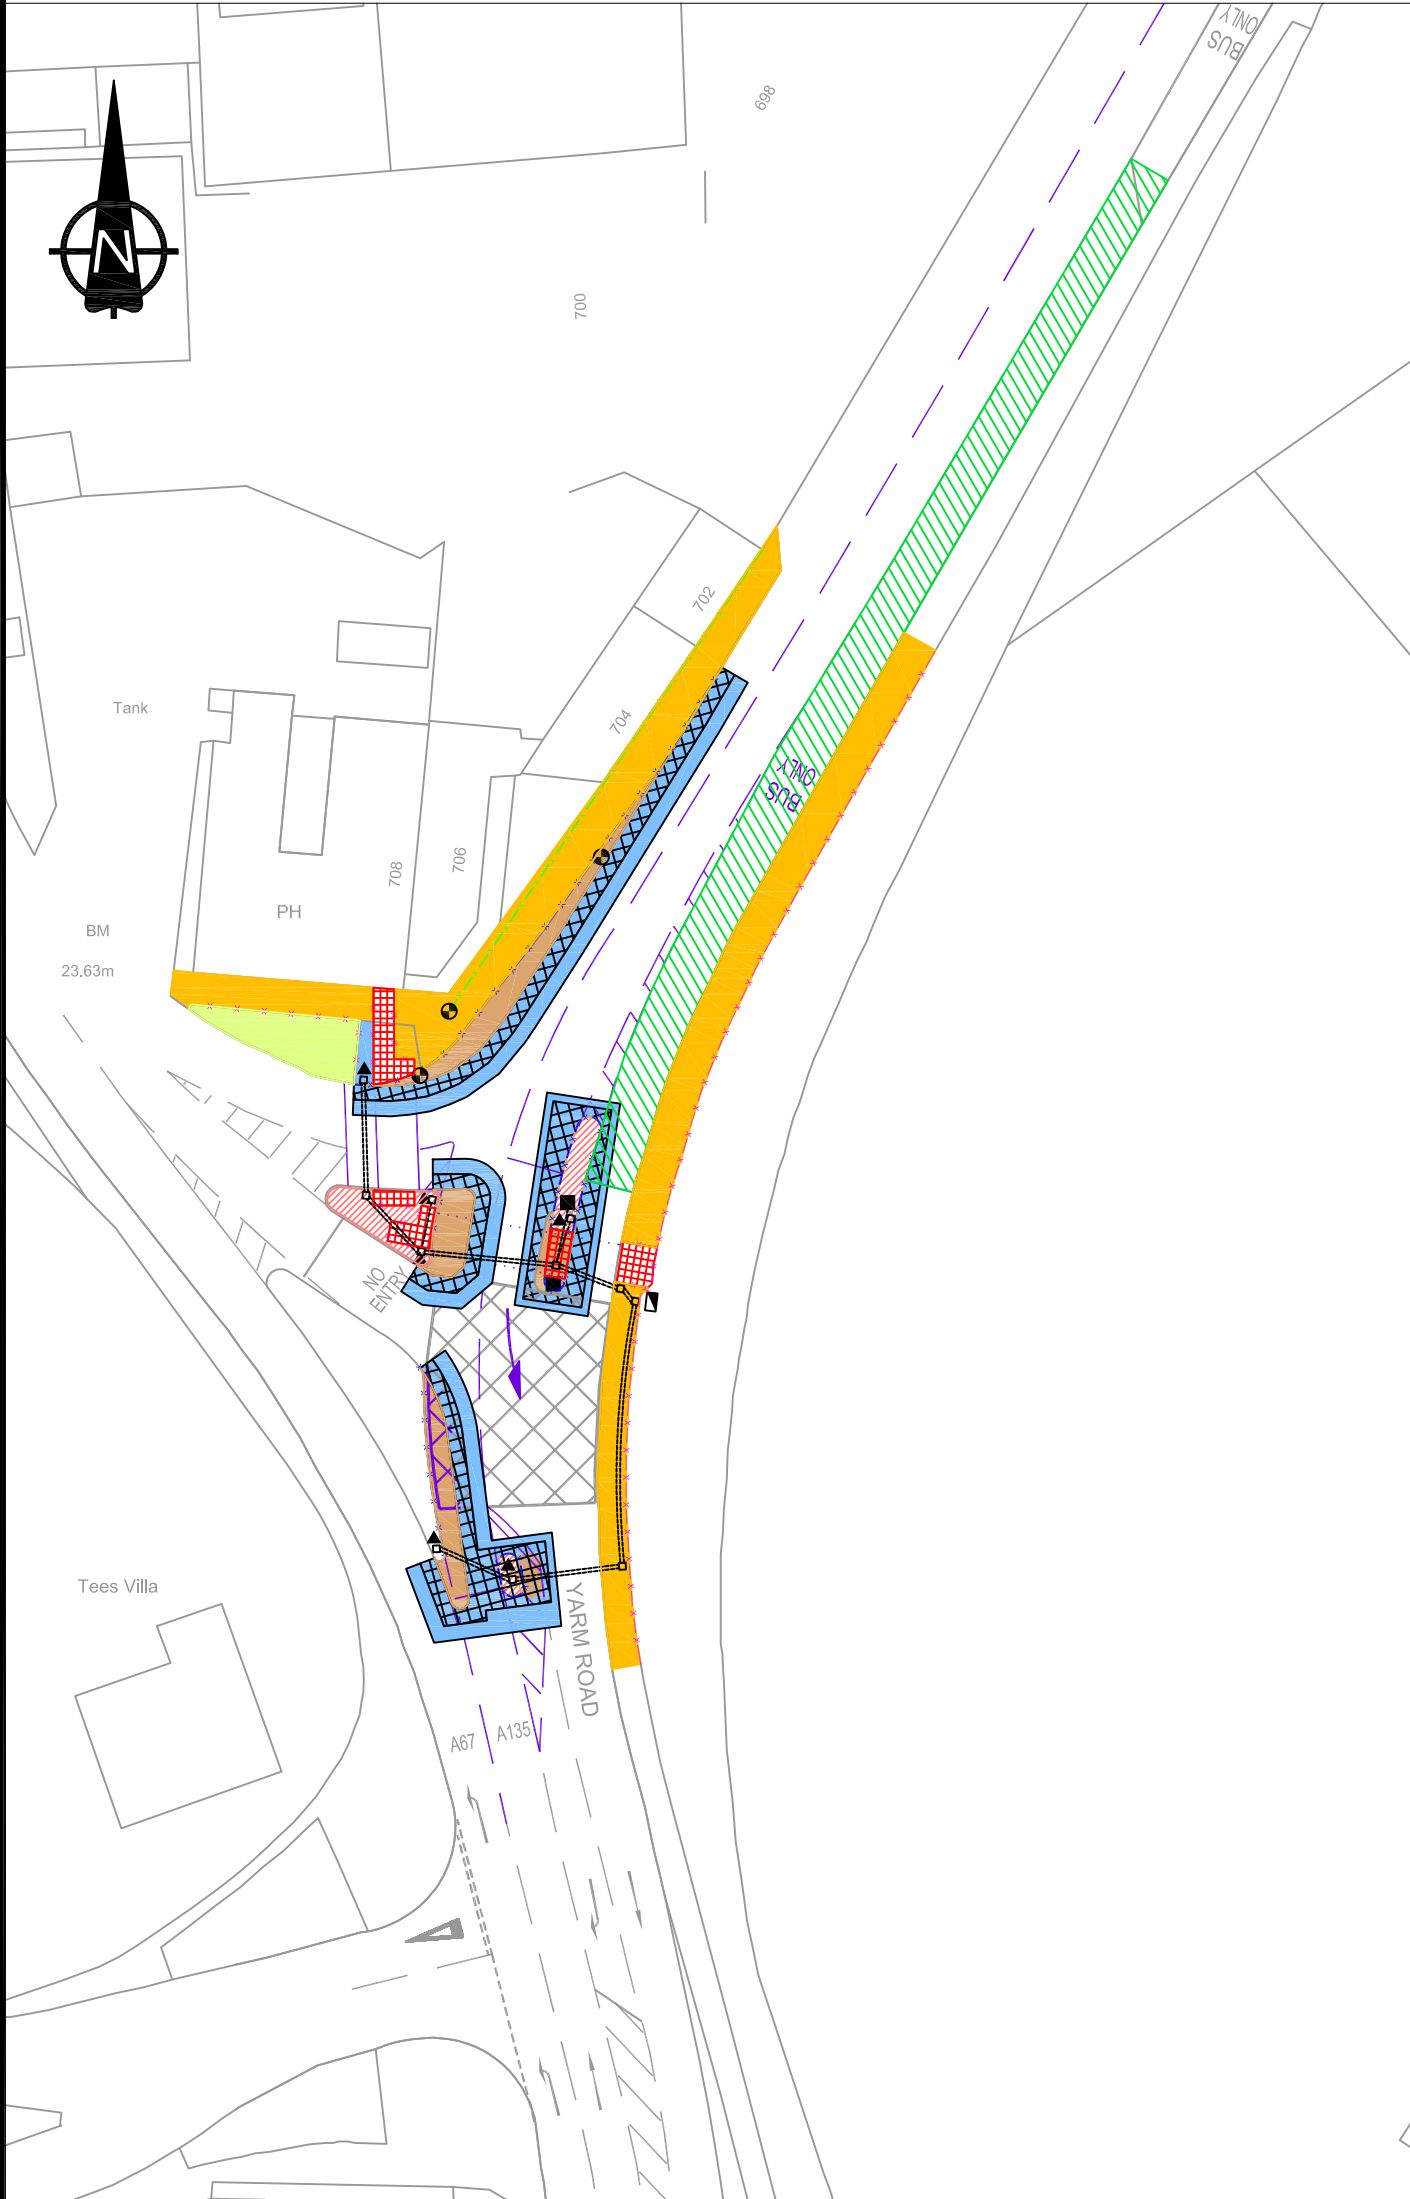 BUS
ONLY
698
N
700
702
Tank
704
BUS
ONLY
706
708
PH
BM
23.63m
NO
ENTRY
Tees Villa
YARM ROAD
A67
A135